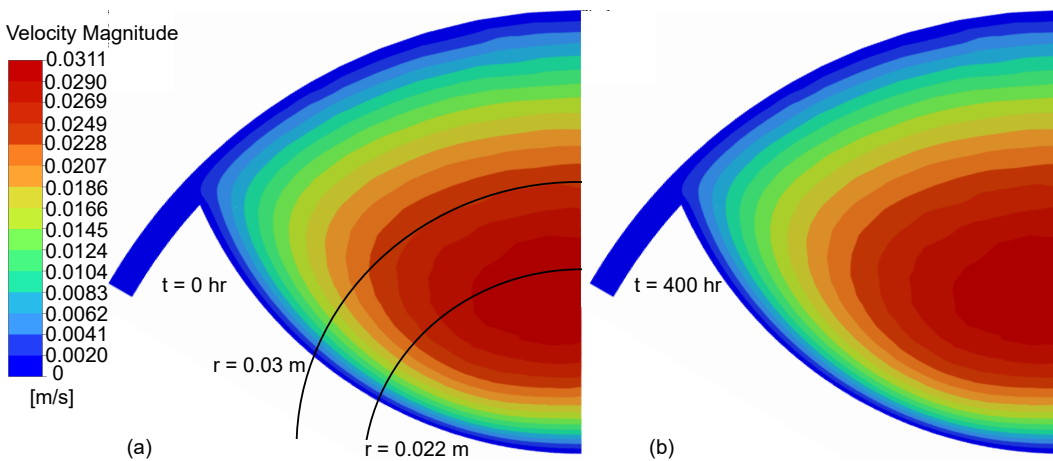 Velocity Magnitude
0.0311
0.0290
0.0269
0.0249
0.0228
0.0207
0.0186
0.0166
0.0145
0.0124
0.0104
0.0083
0.0062
0.0041
0.0020
0
[m/s]
t = 0 hr
r = 0.03 m
r = 0.022 m
(a)
t = 400 hr
(b)